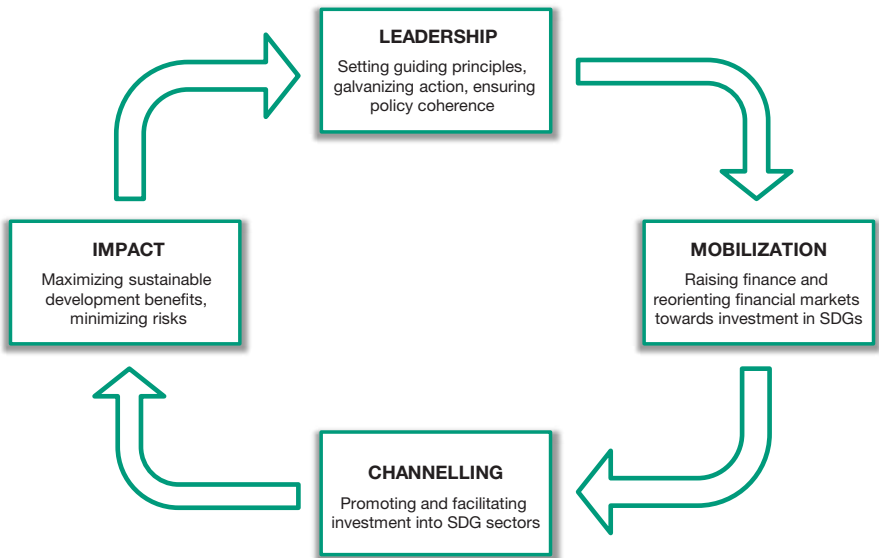 LEADERSHIP
Setting guiding principles,
galvanizing action, ensuring
policy coherence
IMPACT
Maximizing sustainable
development benefits,
minimizing risks
MOBILIZATION
Raising finance and
reorienting financial markets
towards investment in SDGs
CHANNELLING
Promoting and facilitating
investment into SDG sectors